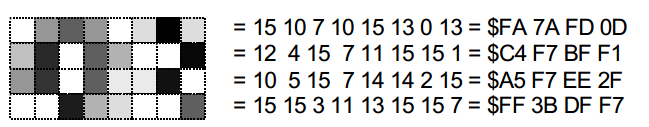 = 15 10 7 10 15 13 0 13 = $FA 7A FD 0D
= 12 4 15 7 11 15 15 1 = $C4 F7 BF F1
= 10 5 15 7 14 14 2 15 = $A5 F7 EE 2F
= 15 15 3 11 13 15 15 7 = $FF 3B DF F7